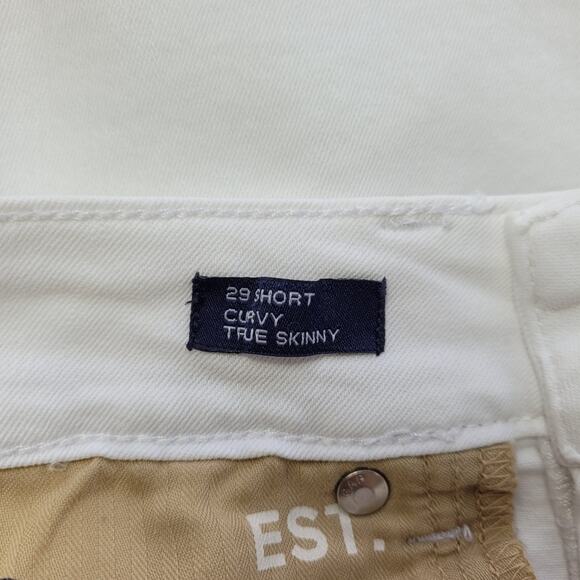 29 SHORT
CURVY
TRUE SKINNY
EST.